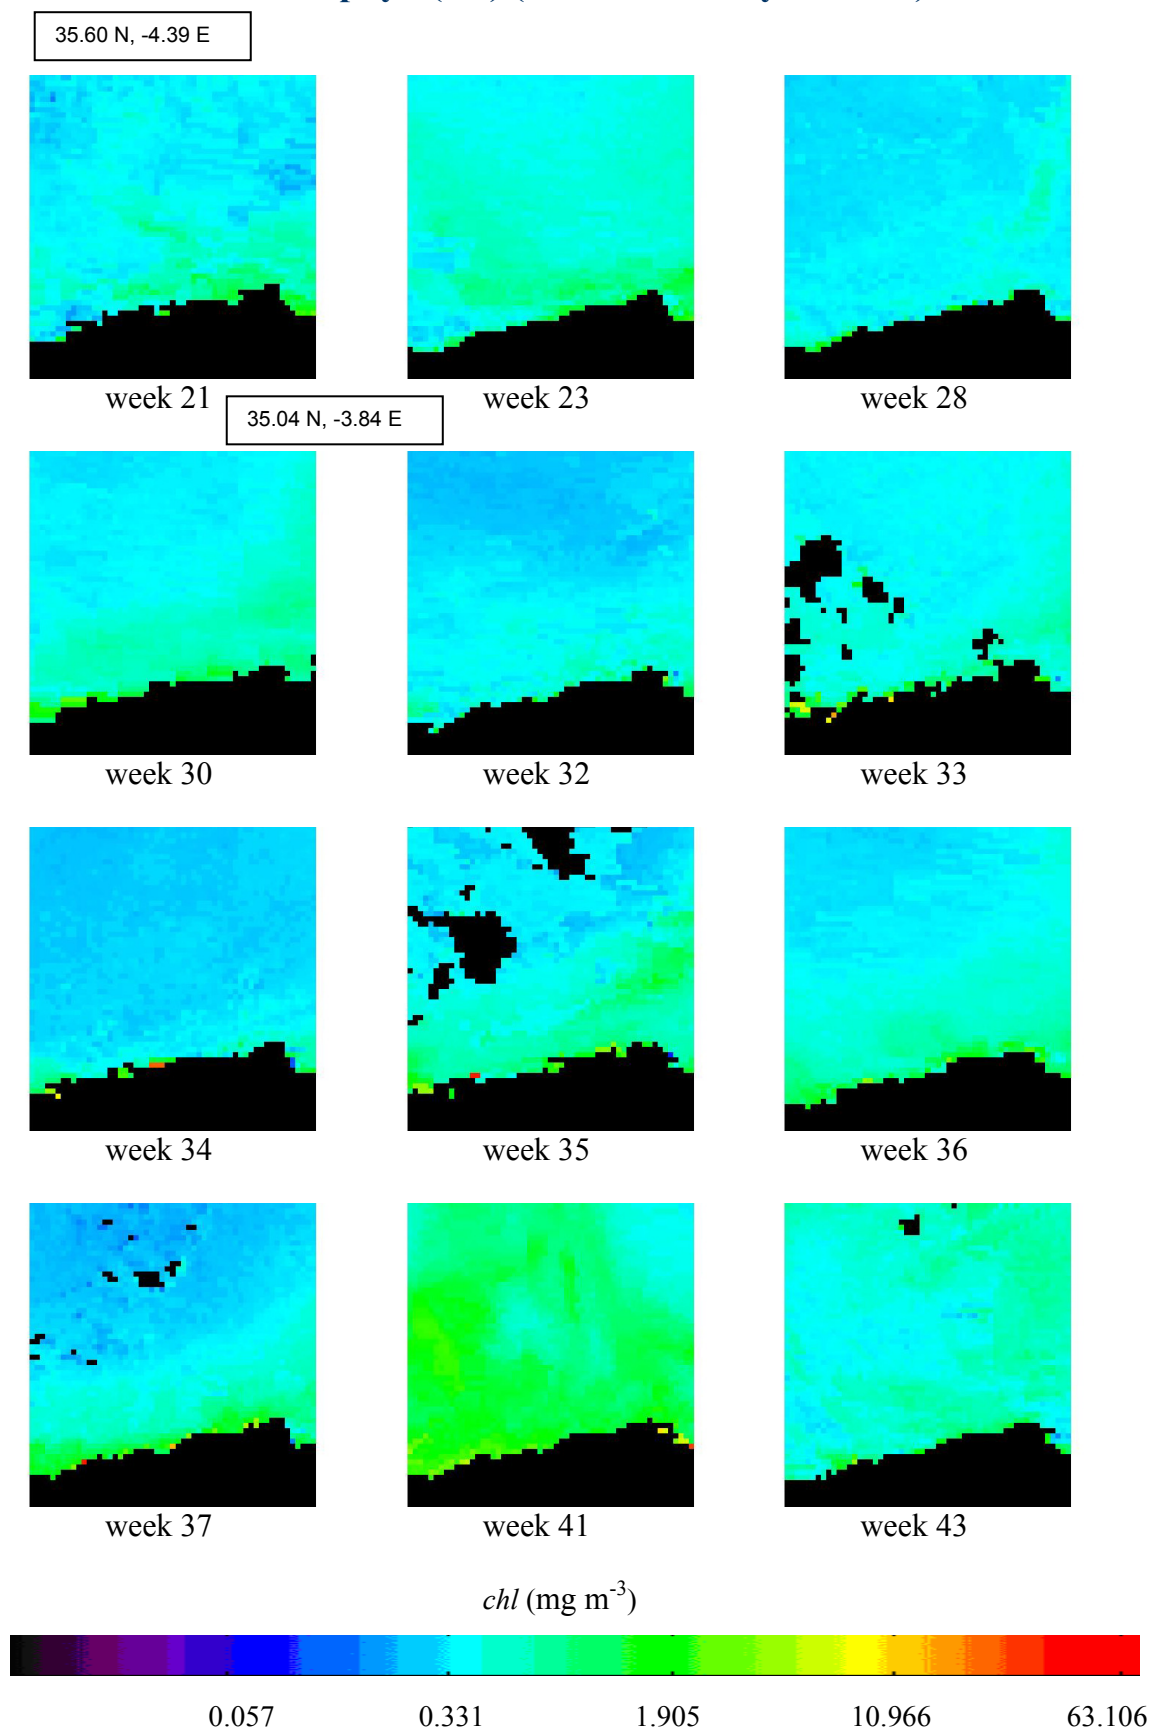 35.60 N, -4.39 E
week 21
week 23
week 28
35.04 N, -3.84 E
week 30
week 32
week 33
week 34
week 35
week 36
week 37
week 41
week 43
chl (mg m-3)
0.057
0.331
1.905
10.966
63.106